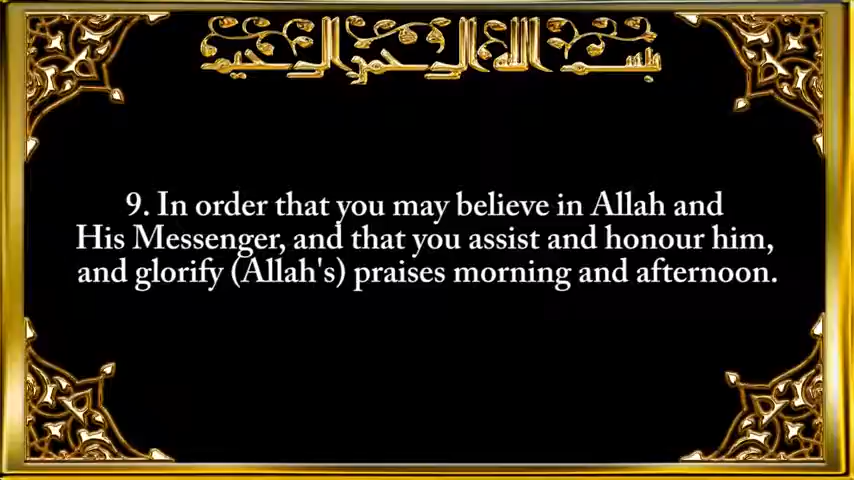 بسم الله الرحمن الرحيم
9. In order that you may believe in Allah and
His Messenger, and that you assist and honour him,
and glorify (Allah's) praises morning and afternoon.